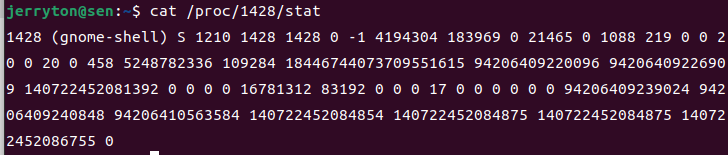 jerryton@sen:~$ cat /proc/1428/stat
1428 (gnome-shell) S 1210 1428 1428 0 -1 4194304 183969 0 21465 0 1088 219 0 0 2
0 0 20 0 458 5248782336 109284 18446744073709551615 94206409220096 9420640922690
9 140722452081392 0 0 0 0 16781312 83192 0 0 0 17 0 0 0 0 0 0 94206409239024 942
06409240848 94206410563584 140722452084854 140722452084875 140722452084875 14072
2452086755 0